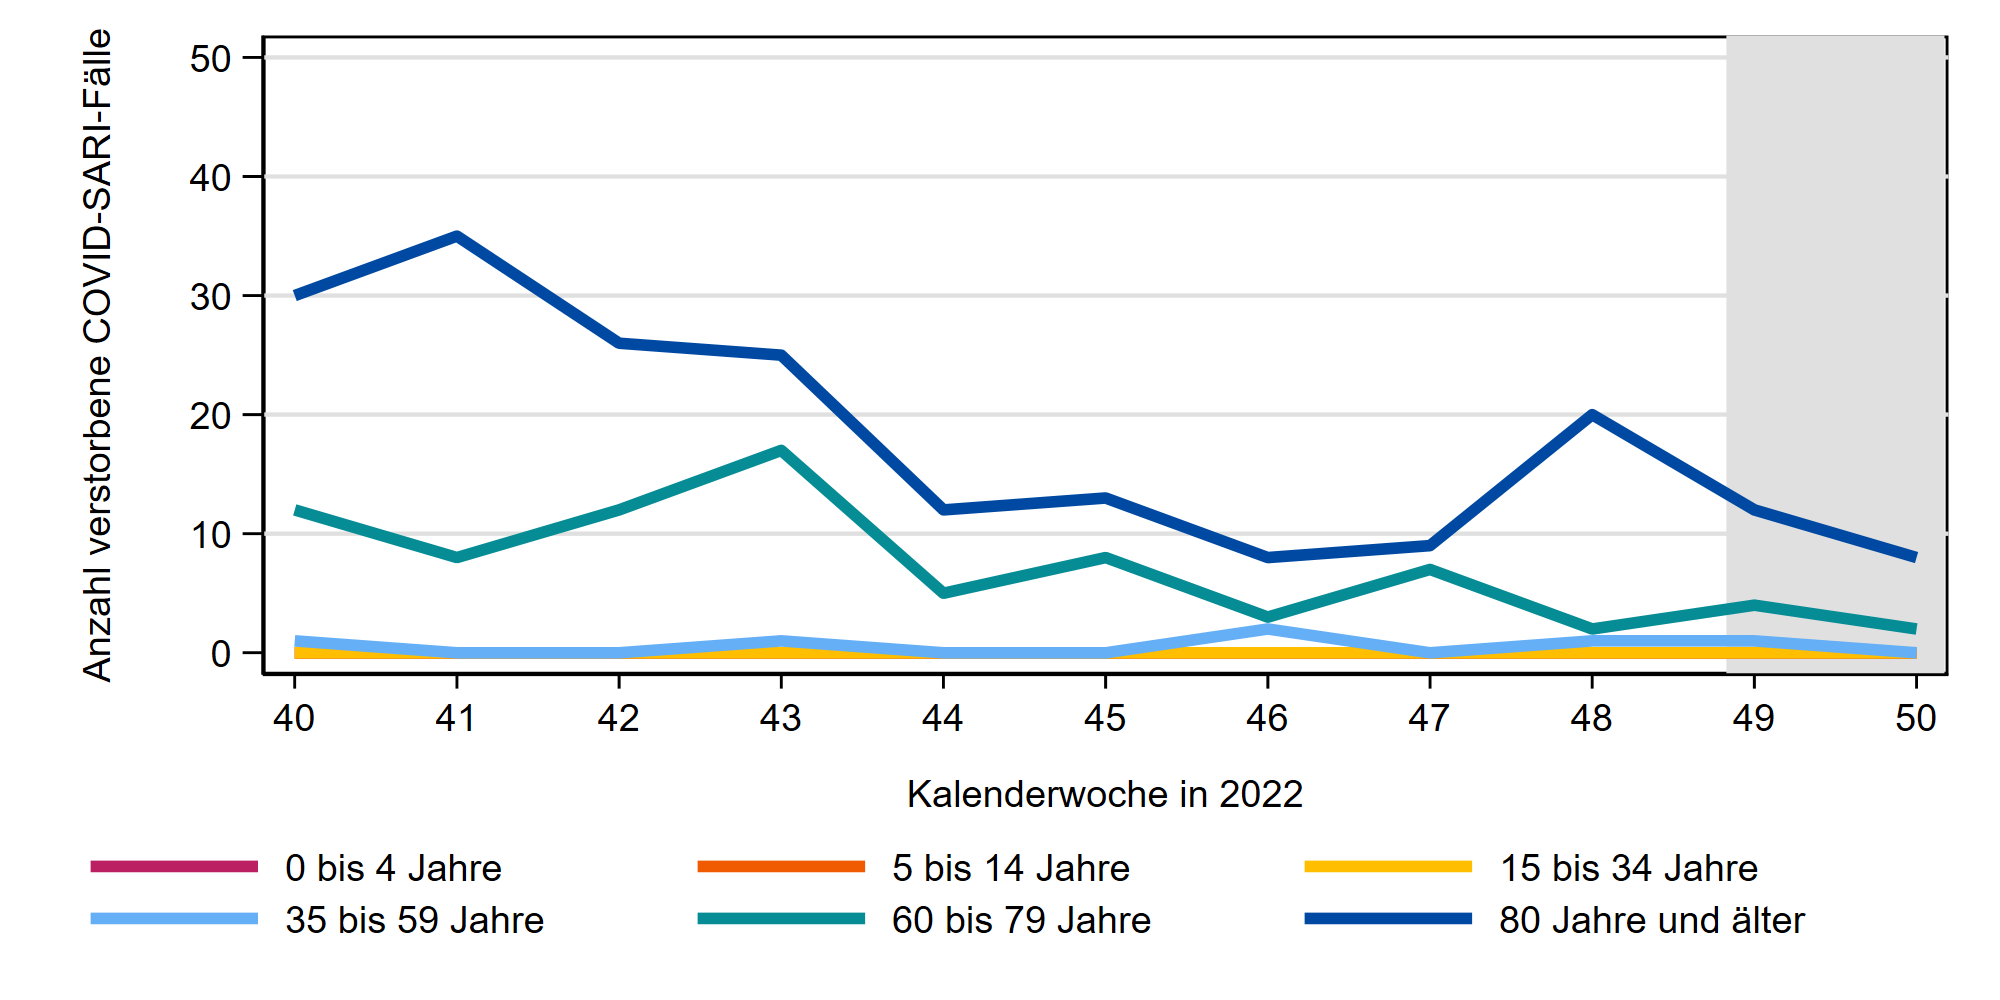 Anzahl verstorbene COVID-SARI-Fälle
50
40
30
20
10
0
40 41 42 43 44 45 46 47 48 49 50
Kalenderwoche in 2022
0 bis 4 Jahre 5 bis 14 Jahre 15 bis 34 Jahre
35 bis 59 Jahre 60 bis 79 Jahre 80 Jahre und älter